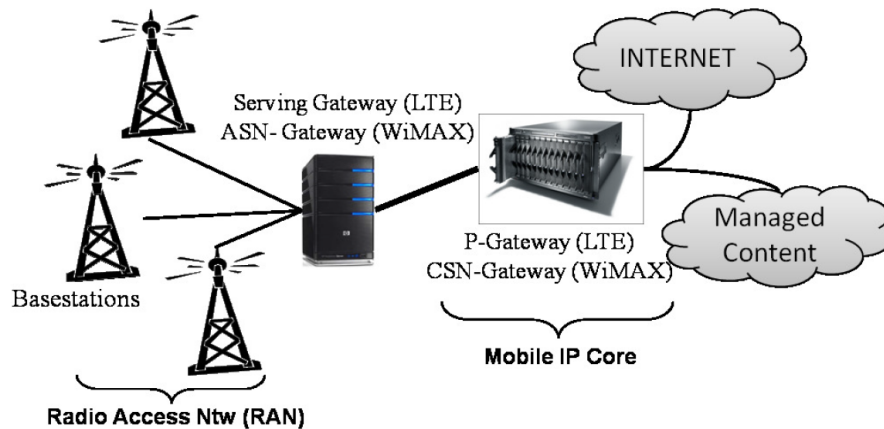 INTERNET
Serving Gateway (LTE)
ASN- Gateway (WiMAX)
Managed
Content
P-Gateway (LTE)
CSN-Gateway (WiMAX)
Basestations
Mobile IP Core
Radio Access Ntw (RAN)